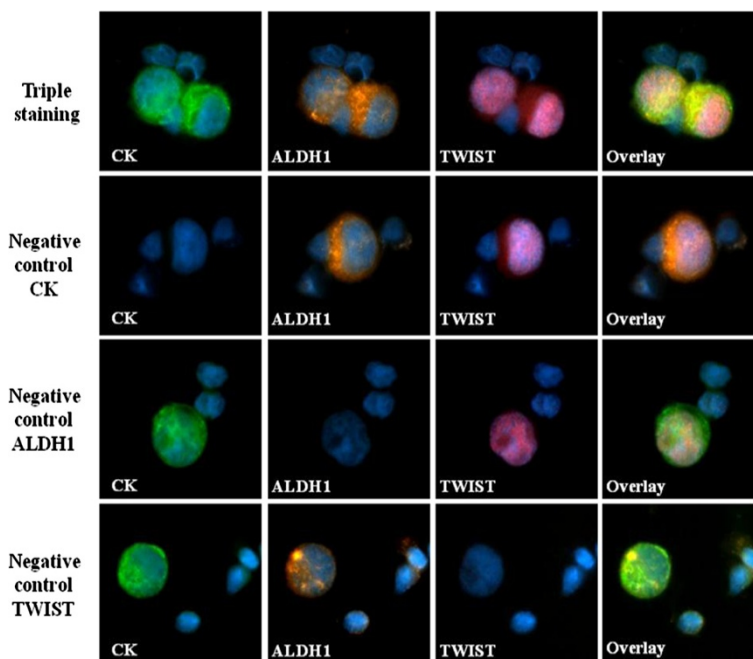 Triple
staining
CK
ALDH1
TWIST
Overlay
Negative
control
CK
CK
ALDH1
TWIST
Overlay
Negative
control
ALDH1
CK
ALDH1
TWIST
Overlay
Negative
control
TWIST
CK
ALDH1
TWIST
Overlay